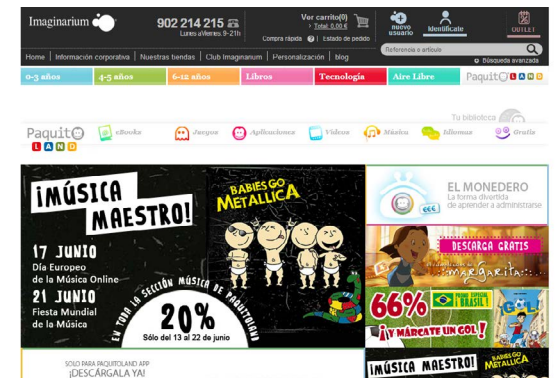 Imaginarium
902 214 215
Lunes a Viernes: 9-21h
Ver carrito(0)
Total: 0,00 €
Compra rápida
Estado de pedido
nuevo usuario
Identifícate
OUTLET
Home | Información corporativa | Nuestras tiendas | Club Imaginarium | Personalización | blog
Referencia o artículo
Búsqueda avanzada
0-3 años
4-5 años
6-12 años
Libros
Tecnología
Aire Libre
Paquito LAND
Tu biblioteca
Paquito
LAND
eBooks
Juegos
Aplicaciones
Vídeos
Música
Idiomas
Gratis
¡MÚSICA
MAESTRO!
BABIES GO
METALLICA
17 JUNIO
Día Europeo
de la Música Online
21 JUNIO
Fiesta Mundial
de la Música
EN TODA LA SECCIÓN MÚSICA DE PAQUITOLAND
20%
Sólo del 13 al 22 de junio
EL MONEDERO
La forma divertida
de aprender a administrarse
€€€
DESCARGA GRATIS
MARGARITA
66%
BRASIL!
¡Y MÁRCATE UN GOL!
GOL
¡MÚSICA MAESTRO!
BABIES GO
METALLICA
SOLO PARA PAQUITOLAND APP
¡DESCÁRGALA YA!